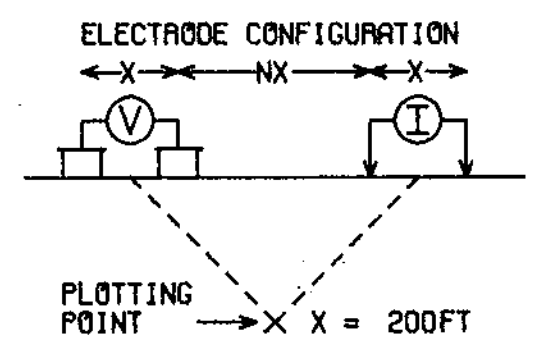 ELECTRODE CONFIGURATION
X NX X
V I
PLOTTING
POINT X X = 200FT